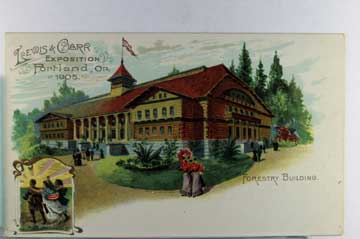 LEWIS & CLARK
EXPOSITION
PORTLAND, OR.
1905.
FORESTRY BUILDING.